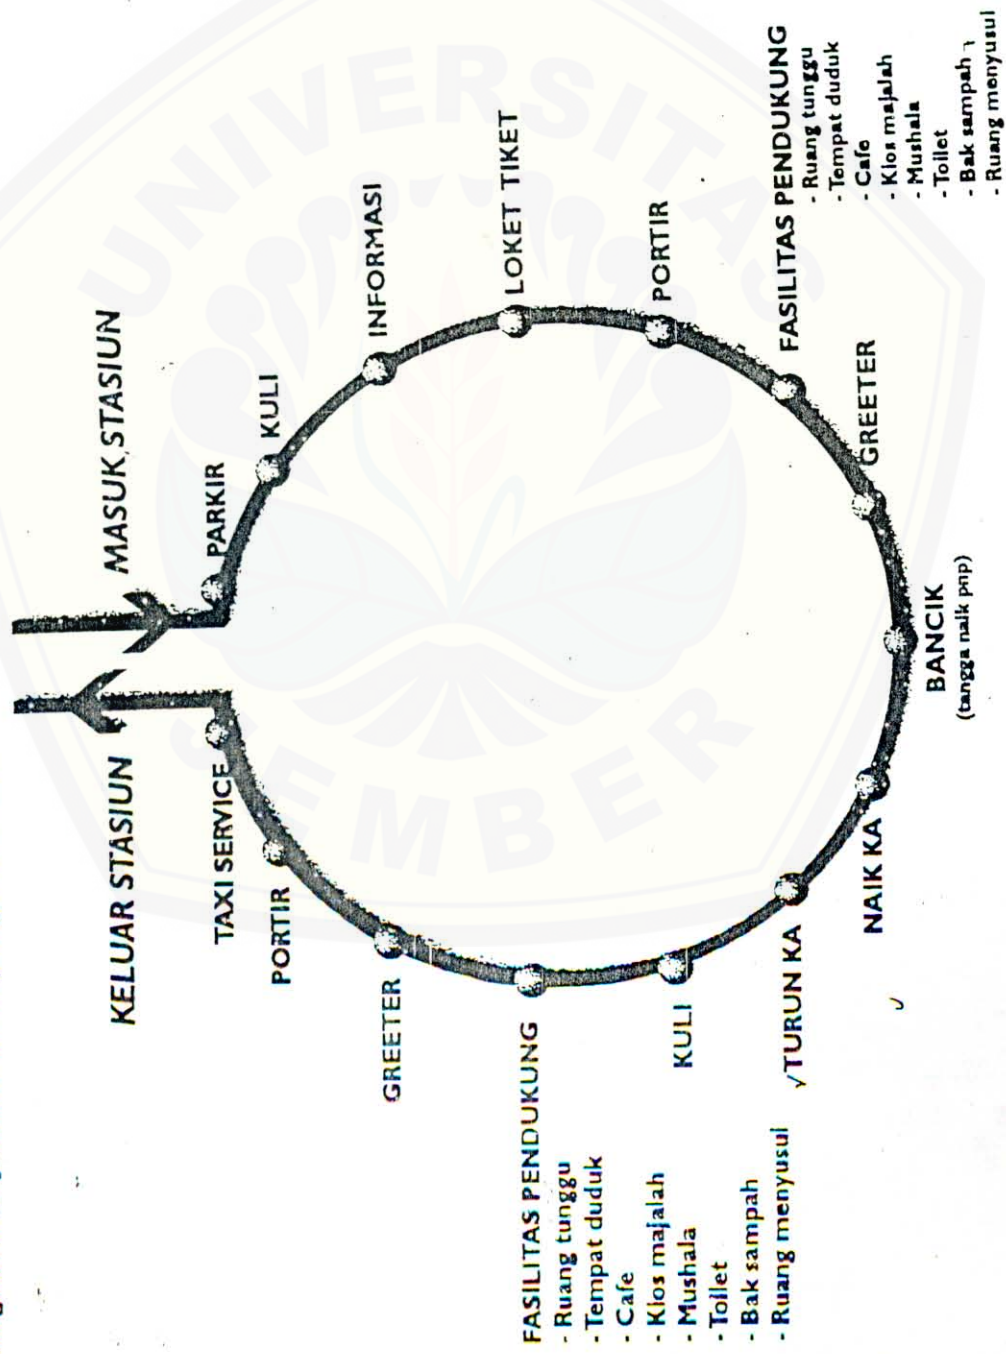 KELUAR STASIUN
MASUK STASIUN
PARKIR
KULI
INFORMASI
LOKET TIKET
PORTIR
FASILITAS PENDUKUNG
- Ruang tunggu
- Tempat duduk
- Cafe
- Kios majalah
- Mushala
- Toilet
- Bak sampah
- Ruang menyusui
GREETER
BANCIK
(tangga naik pnp)
NAIK KA
√TURUN KA
KULI
FASILITAS PENDUKUNG
- Ruang tunggu
- Tempat duduk
- Cafe
- Kios majalah
- Mushala
- Toilet
- Bak sampah
- Ruang menyusui
GREETER
PORTIR
TAXI SERVICE
UNIVERSITAS
JEMBER